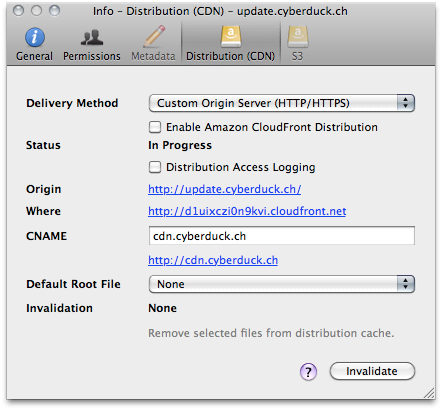 Info – Distribution (CDN) – update.cyberduck.ch
General Permissions Metadata Distribution (CDN) S3
Delivery Method Custom Origin Server (HTTP/HTTPS)
Enable Amazon CloudFront Distribution
Status In Progress
Distribution Access Logging
Origin http://update.cyberduck.ch/
Where http://d1uixczi0n9kvi.cloudfront.net
CNAME cdn.cyberduck.ch
http://cdn.cyberduck.ch
Default Root File None
Invalidation None
Remove selected files from distribution cache.
? Invalidate